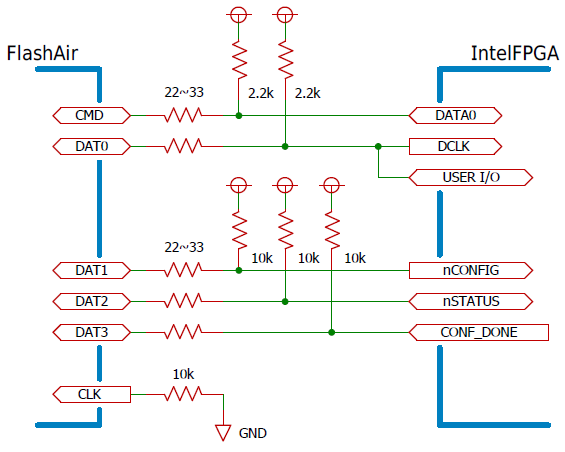 FlashAir
IntelFPGA
2.2k
2.2k
22~33
CMD
DATA0
DAT0
DCLK
USER I/O
22~33
10k
10k
10k
DAT1
nCONFIG
DAT2
nSTATUS
DAT3
CONF_DONE
10k
CLK
GND